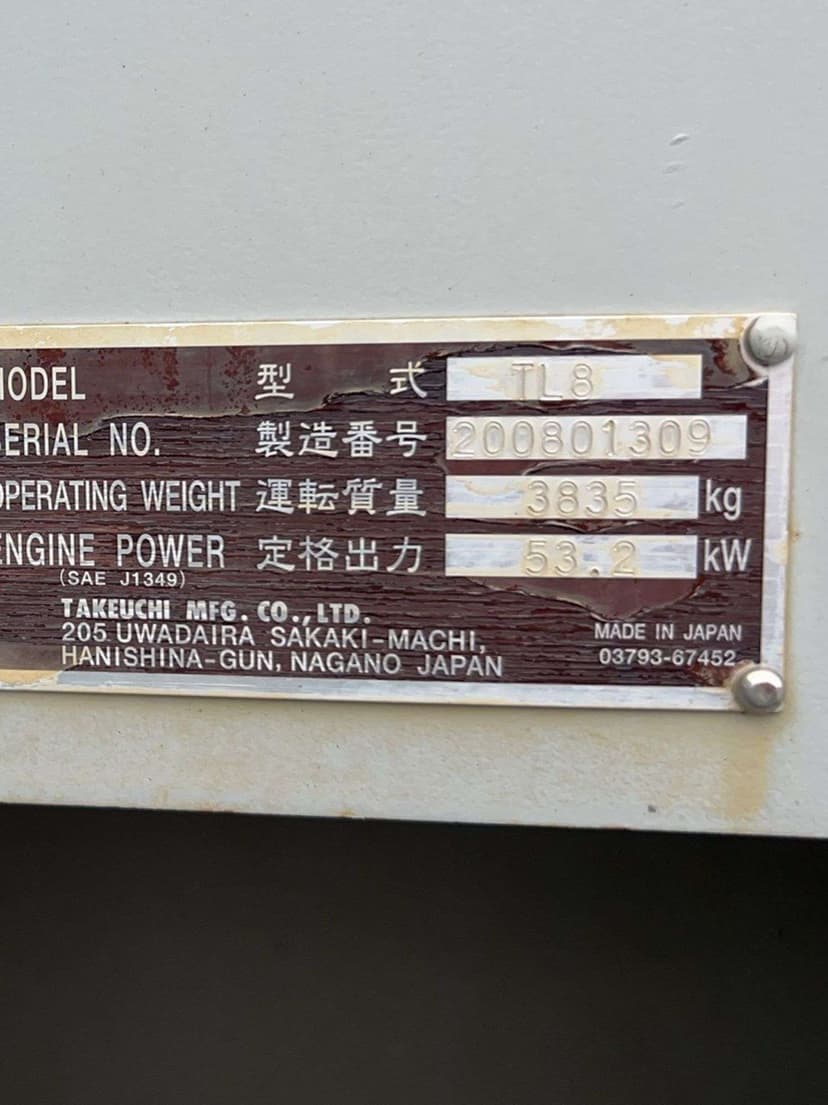 MODEL 型 式 TL8
SERIAL NO. 製造番号 200801309
OPERATING WEIGHT 運転質量 3835 kg
ENGINE POWER 定格出力 53.2 kW
(SAE J1349)
TAKEUCHI MFG. CO., LTD.
205 UWADAIRA SAKAKI-MACHI,
HANISHINA-GUN, NAGANO JAPAN
MADE IN JAPAN
03793-67452